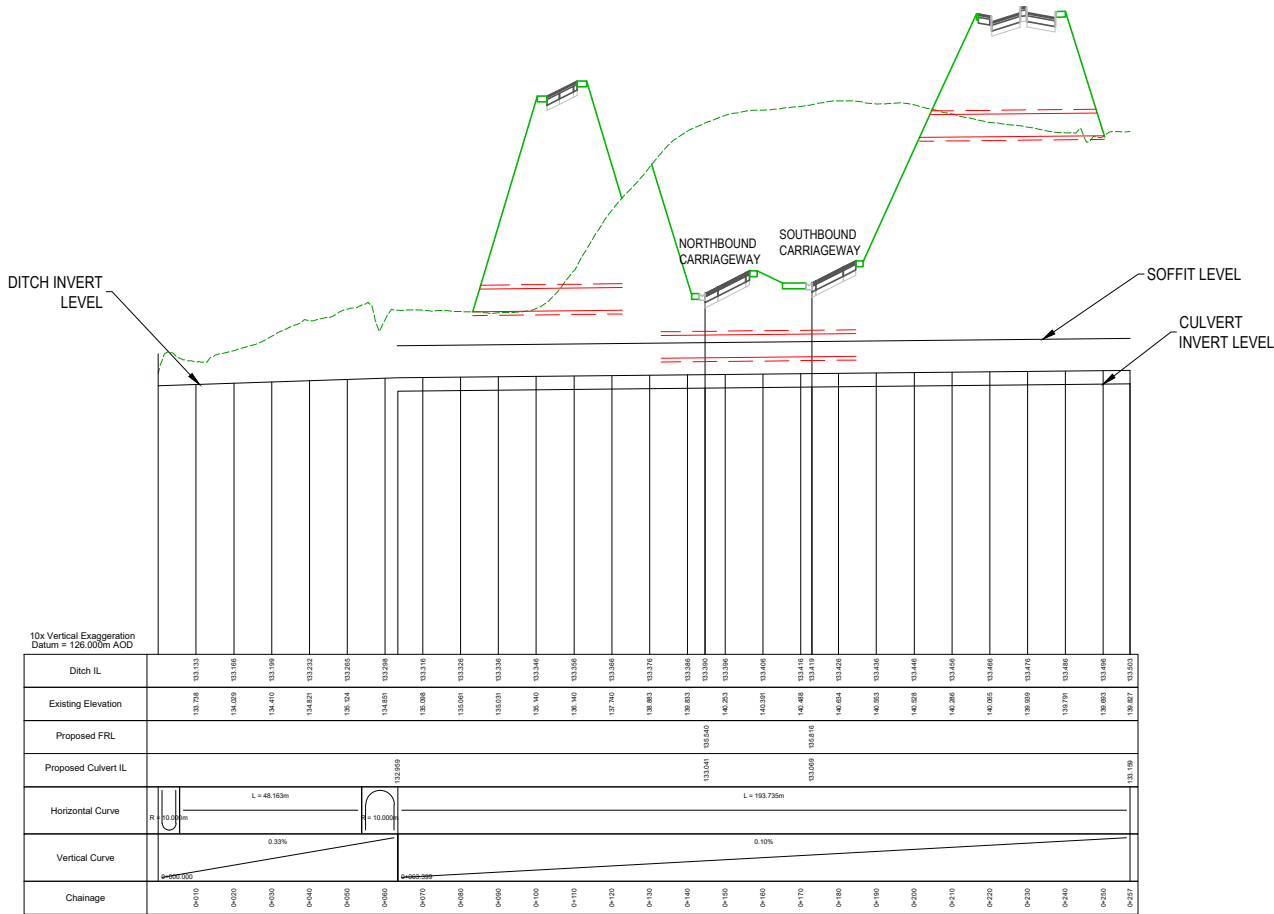 NORTHBOUND
CARRIAGEWAY
SOUTHBOUND
CARRIAGEWAY
DITCH INVERT
LEVEL
SOFFIT LEVEL
CULVERT
INVERT LEVEL
10x Vertical Exaggeration
Datum = 126.000m AOD
Ditch IL
133.133 133.166 133.199 133.232 133.265 133.298 133.316 133.326 133.336 133.346 133.356 133.366 133.376 133.386 133.390 133.396 133.406 133.416 133.419 133.426 133.436 133.446 133.456 133.466 133.476 133.486 133.496 133.503
Existing Elevation
133.738 134.029 134.410 134.821 135.124 134.851 135.098 135.061 135.031 135.140 136.140 137.740 138.883 139.833 140.253 140.391 140.488 140.634 140.553 140.528 140.286 140.065 139.939 139.791 139.693 139.827
Proposed FRL
135.540 135.816
Proposed Culvert IL
132.959 133.041 133.069 133.159
Horizontal Curve
R = 10.000m
L = 48.163m
R = 10.000m
L = 193.735m
Vertical Curve
0.33%
0+000.000
0.10%
0+063.399
Chainage
0+010 0+020 0+030 0+040 0+050 0+060 0+070 0+080 0+090 0+100 0+110 0+120 0+130 0+140 0+150 0+160 0+170 0+180 0+190 0+200 0+210 0+220 0+230 0+240 0+250 0+257